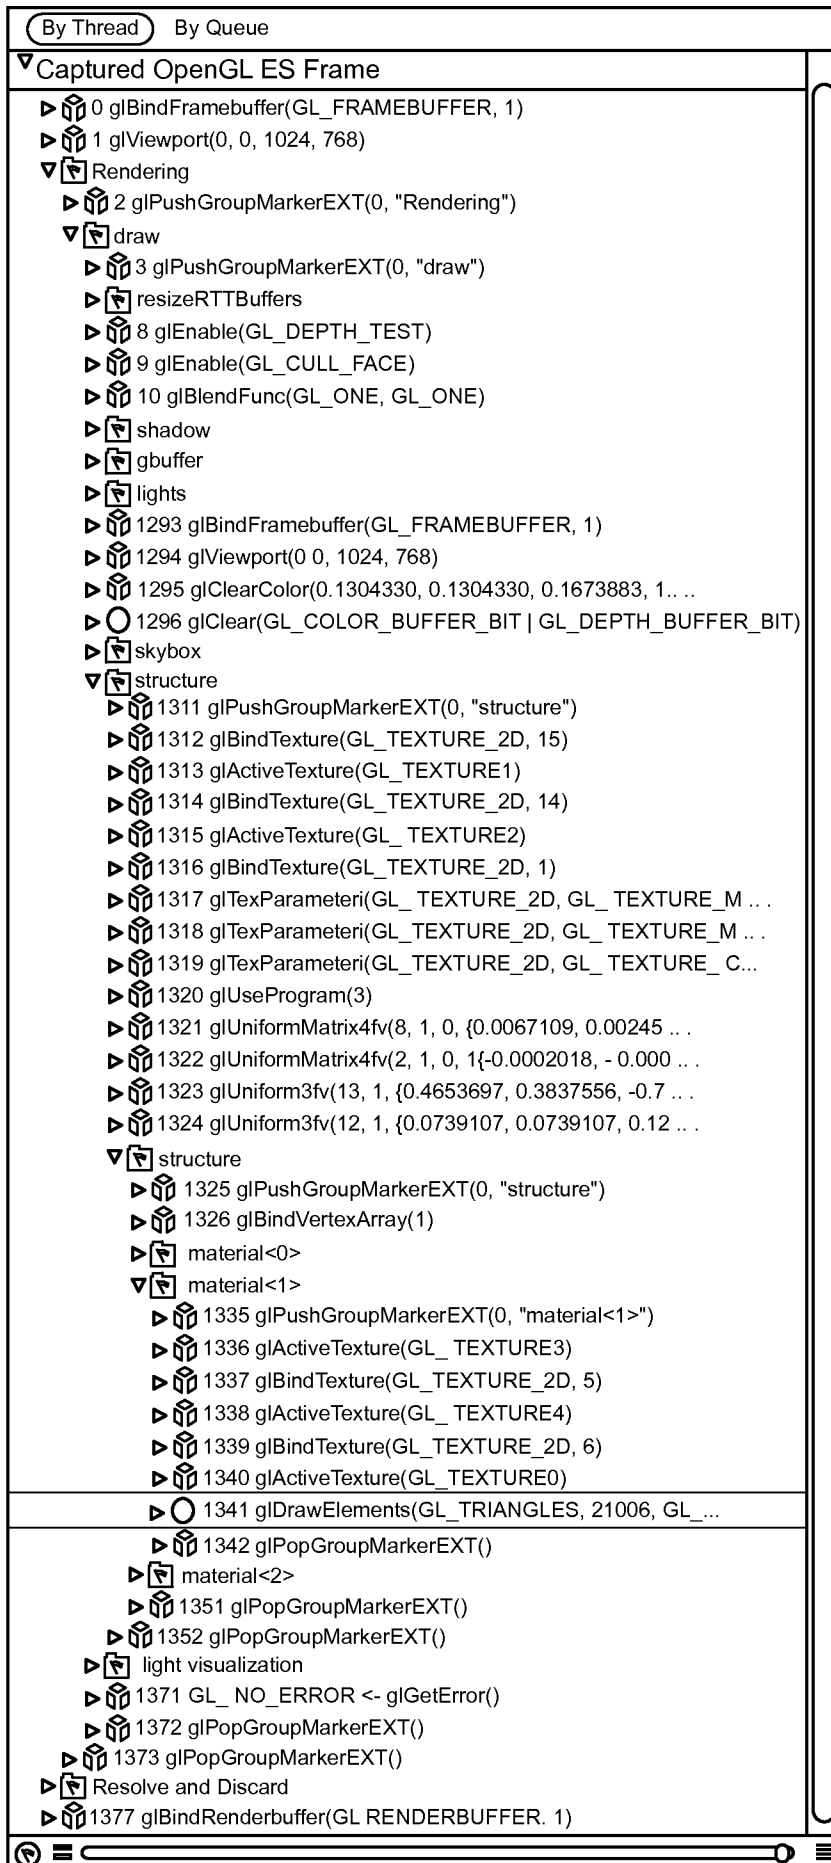 By Thread By Queue
Captured OpenGL ES Frame
0 glBindFramebuffer(GL_FRAMEBUFFER, 1)
1 glViewport(0, 0, 1024, 768)
Rendering
2 glPushGroupMarkerEXT(0, "Rendering")
draw
3 glPushGroupMarkerEXT(0, "draw")
resizeRTTBuffers
8 glEnable(GL_DEPTH_TEST)
9 glEnable(GL_CULL_FACE)
10 glBlendFunc(GL_ONE, GL_ONE)
shadow
gbuffer
lights
1293 glBindFramebuffer(GL_FRAMEBUFFER, 1)
1294 glViewport(0 0, 1024, 768)
1295 glClearColor(0.1304330, 0.1304330, 0.1673883, 1.. ..
1296 glClear(GL_COLOR_BUFFER_BIT | GL_DEPTH_BUFFER_BIT)
skybox
structure
1311 glPushGroupMarkerEXT(0, "structure")
1312 glBindTexture(GL_TEXTURE_2D, 15)
1313 glActiveTexture(GL_TEXTURE1)
1314 glBindTexture(GL_TEXTURE_2D, 14)
1315 glActiveTexture(GL_ TEXTURE2)
1316 glBindTexture(GL_TEXTURE_2D, 1)
1317 glTexParameteri(GL_ TEXTURE_2D, GL_ TEXTURE_M .. .
1318 glTexParameteri(GL_TEXTURE_2D, GL_ TEXTURE_M .. .
1319 glTexParameteri(GL_TEXTURE_2D, GL_ TEXTURE_ C...
1320 glUseProgram(3)
1321 glUniformMatrix4fv(8, 1, 0, {0.0067109, 0.00245 .. .
1322 glUniformMatrix4fv(2, 1, 0, 1{-0.0002018, - 0.000 .. .
1323 glUniform3fv(13, 1, {0.4653697, 0.3837556, -0.7 .. .
1324 glUniform3fv(12, 1, {0.0739107, 0.0739107, 0.12 .. .
structure
1325 glPushGroupMarkerEXT(0, "structure")
1326 glBindVertexArray(1)
material<0>
material<1>
1335 glPushGroupMarkerEXT(0, "material<1>")
1336 glActiveTexture(GL_ TEXTURE3)
1337 glBindTexture(GL_TEXTURE_2D, 5)
1338 glActiveTexture(GL_ TEXTURE4)
1339 glBindTexture(GL_TEXTURE_2D, 6)
1340 glActiveTexture(GL_TEXTURE0)
1341 glDrawElements(GL_TRIANGLES, 21006, GL_...
1342 glPopGroupMarkerEXT()
material<2>
1351 glPopGroupMarkerEXT()
1352 glPopGroupMarkerEXT()
light visualization
1371 GL_ NO_ERROR <- glGetError()
1372 glPopGroupMarkerEXT()
1373 glPopGroupMarkerEXT()
Resolve and Discard
1377 glBindRenderbuffer(GL RENDERBUFFER. 1)